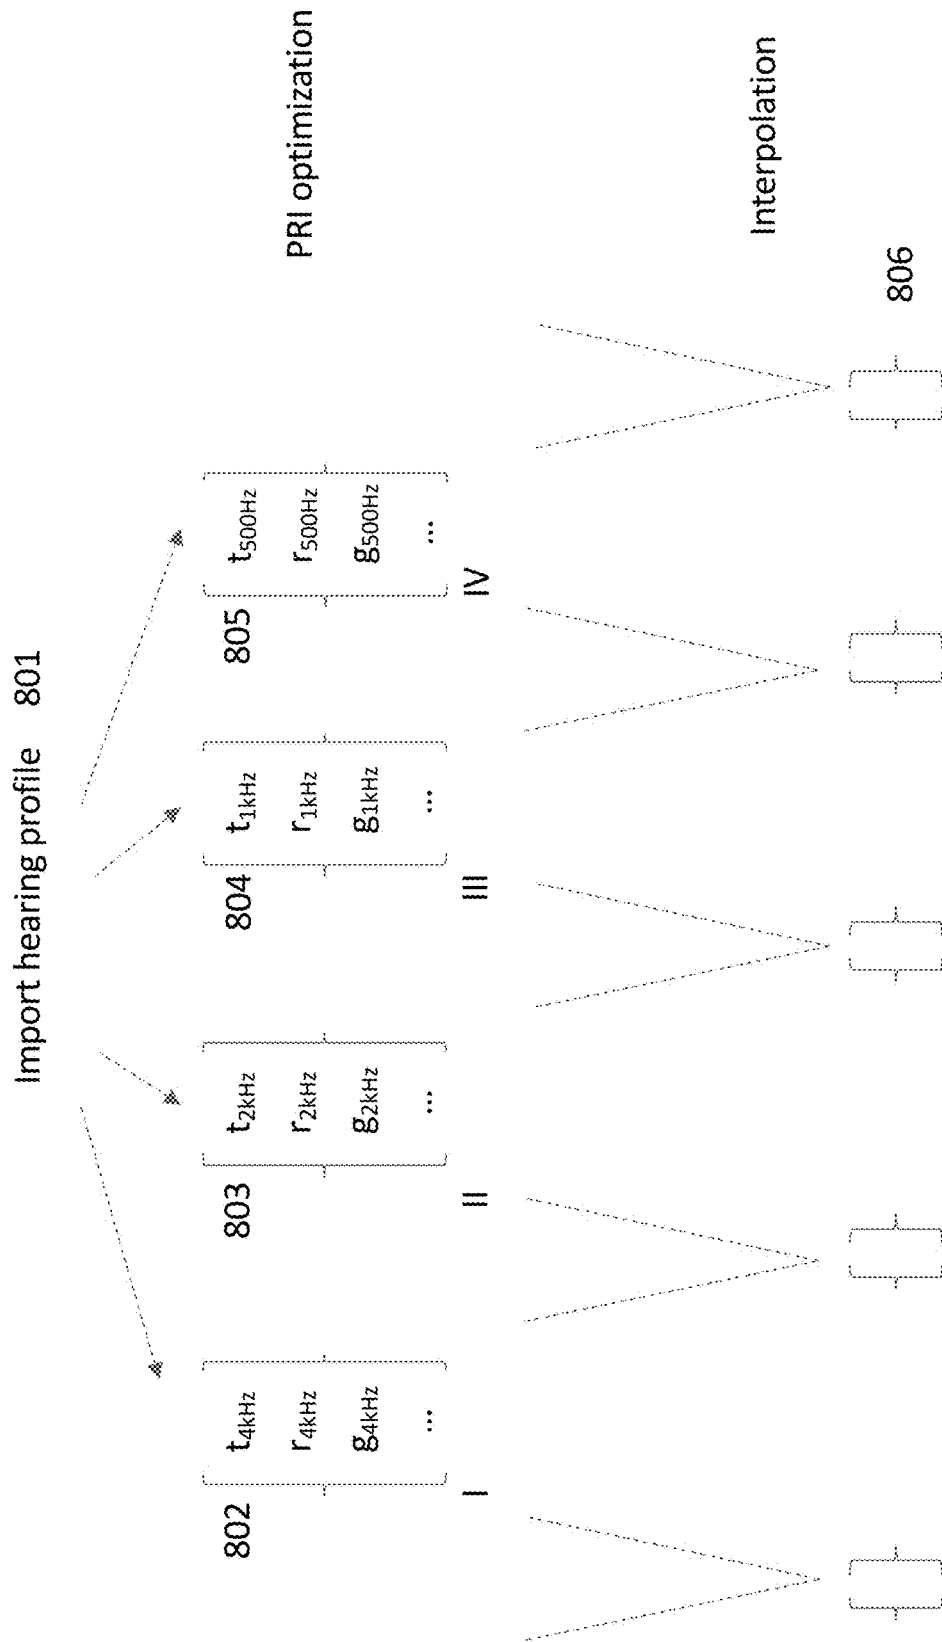 Import hearing profile 801
802
t4kHz
r4kHz
g4kHz
...
I
803
t2kHz
r2kHz
g2kHz
...
II
804
t1kHz
r1kHz
g1kHz
...
III
805
t500Hz
r500Hz
g500Hz
...
IV
PRI optimization
Interpolation
806